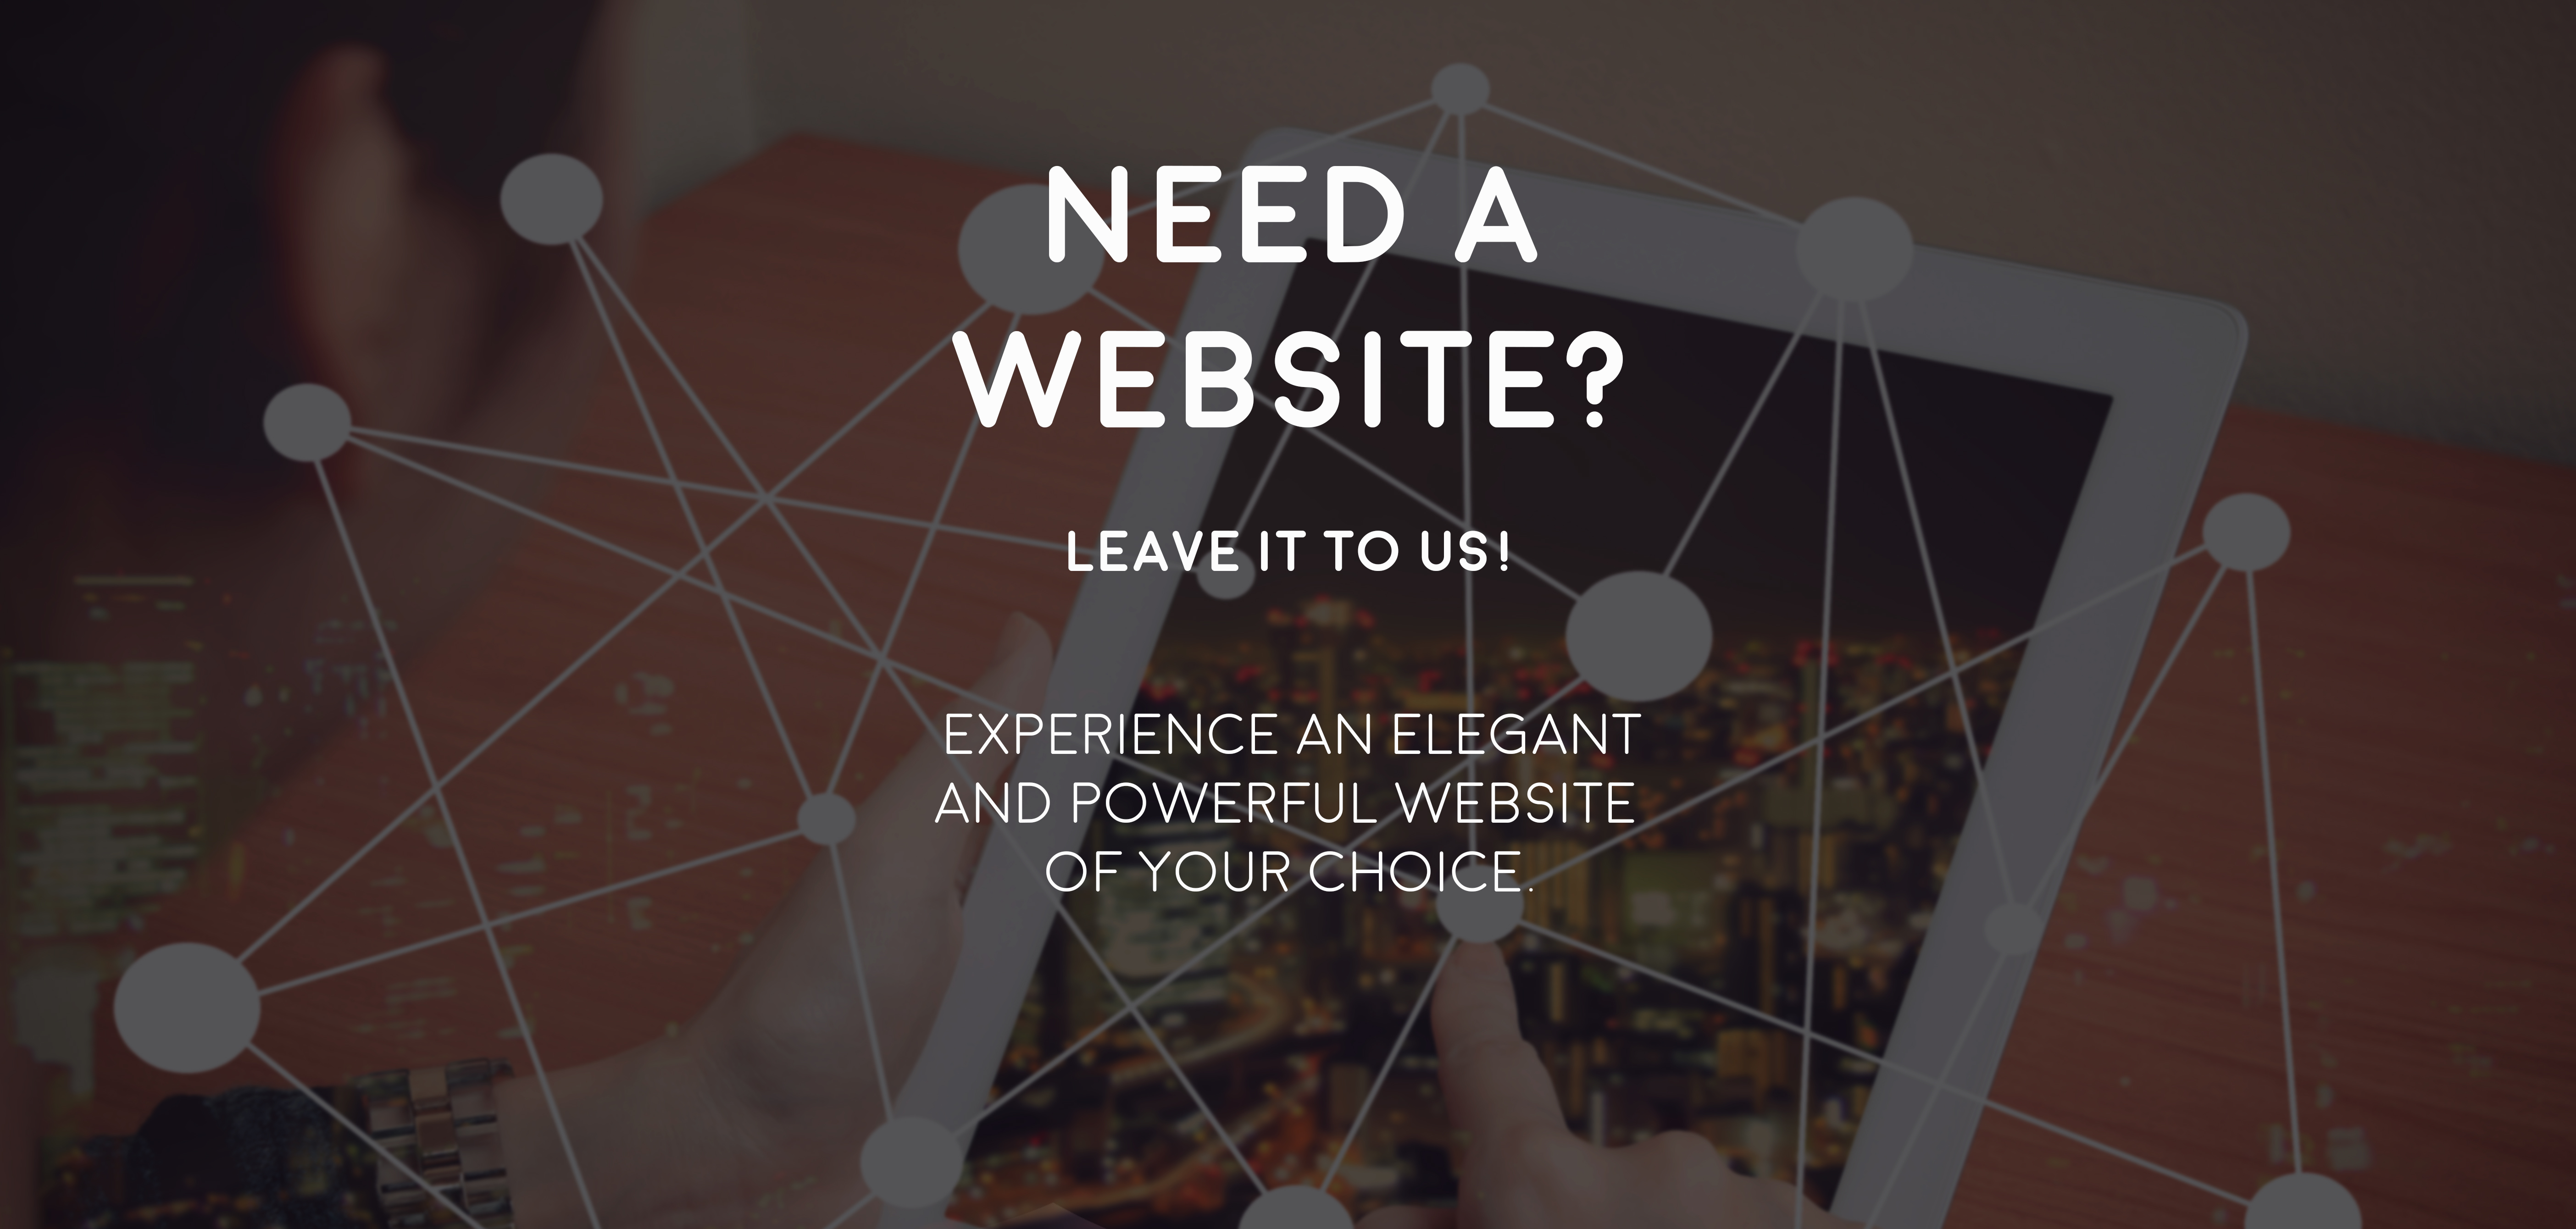 NEED A
WEBSITE?
LEAVE IT TO US!
EXPERIENCE AN ELEGANT
AND POWERFUL WEBSITE
OF YOUR CHOICE.